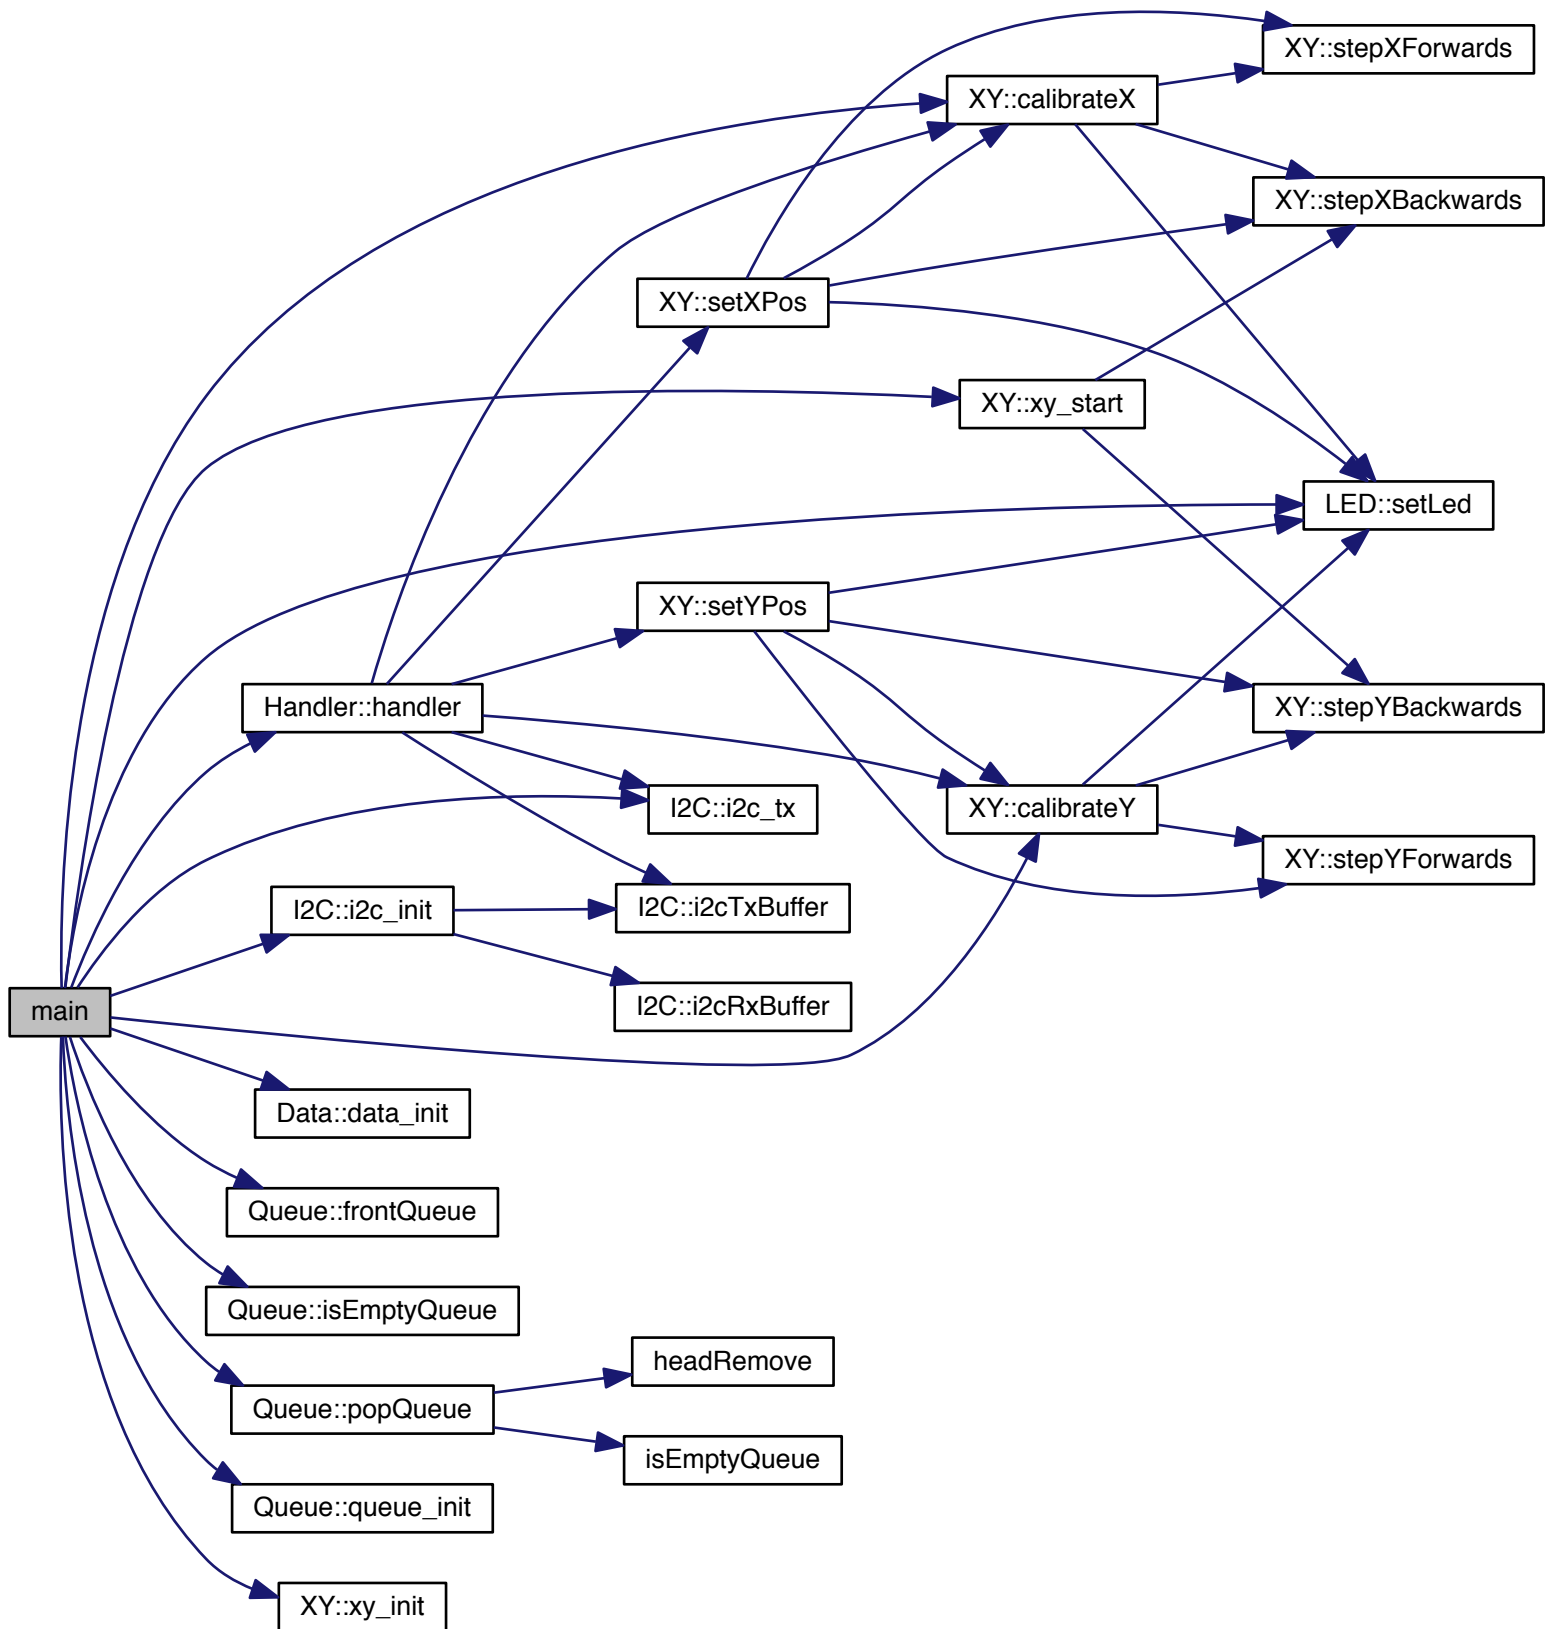 XY::stepXForwards
XY::calibrateX
XY::stepXBackwards
XY::setXPos
XY::xy_start
LED::setLed
XY::setYPos
Handler::handler
XY::stepYBackwards
I2C::i2c_tx
XY::calibrateY
XY::stepYForwards
I2C::i2c_init
I2C::i2cTxBuffer
main
I2C::i2cRxBuffer
Data::data_init
Queue::frontQueue
Queue::isEmptyQueue
headRemove
Queue::popQueue
isEmptyQueue
Queue::queue_init
XY::xy_init